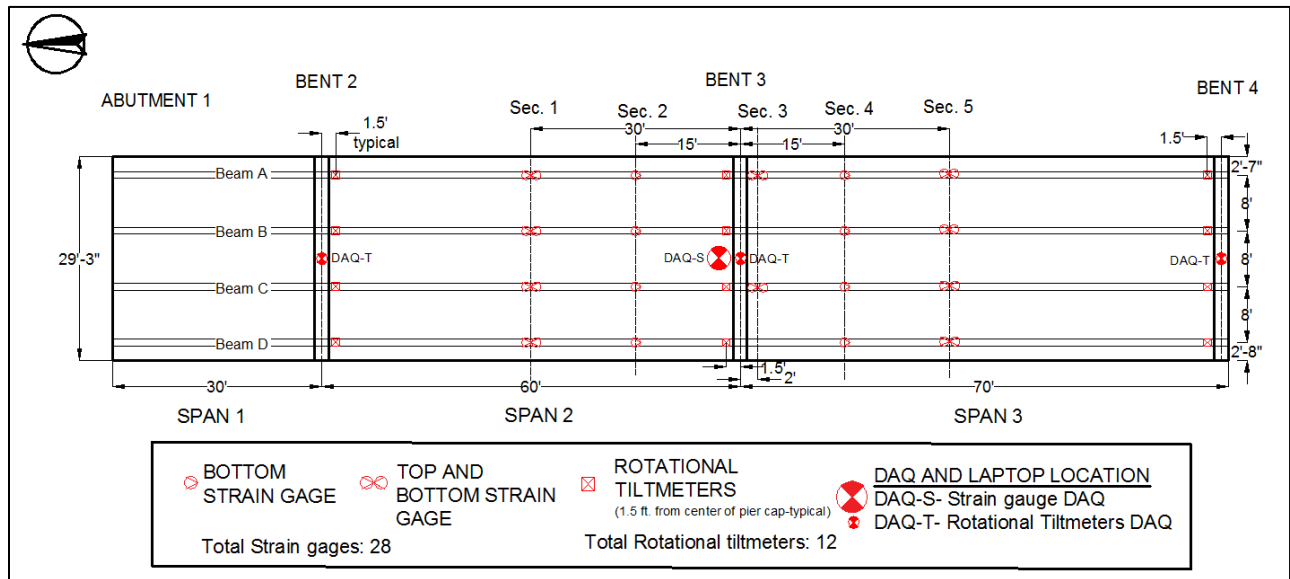 BENT 2
BENT 3
BENT 4
ABUTMENT 1
Sec. 1
Sec. 2
Sec. 3
Sec. 4
Sec. 5
1.5'
typical
30'
30'
1.5'
15'
15'
2'-7"
Beam A
8'
Beam B
29'-3"
DAQ-T
DAQ-S
DAQ-T
DAQ-T
8'
Beam C
8'
Beam D
2'-8"
1.5'
2'
30'
60'
70'
SPAN 1
SPAN 2
SPAN 3
BOTTOM
STRAIN GAGE
TOP AND
BOTTOM STRAIN
GAGE
ROTATIONAL
TILTMETERS
(1.5 ft. from center of pier cap-typical)
DAQ AND LAPTOP LOCATION
DAQ-S- Strain gauge DAQ
DAQ-T- Rotational Tiltmeters DAQ
Total Strain gages: 28
Total Rotational tiltmeters: 12